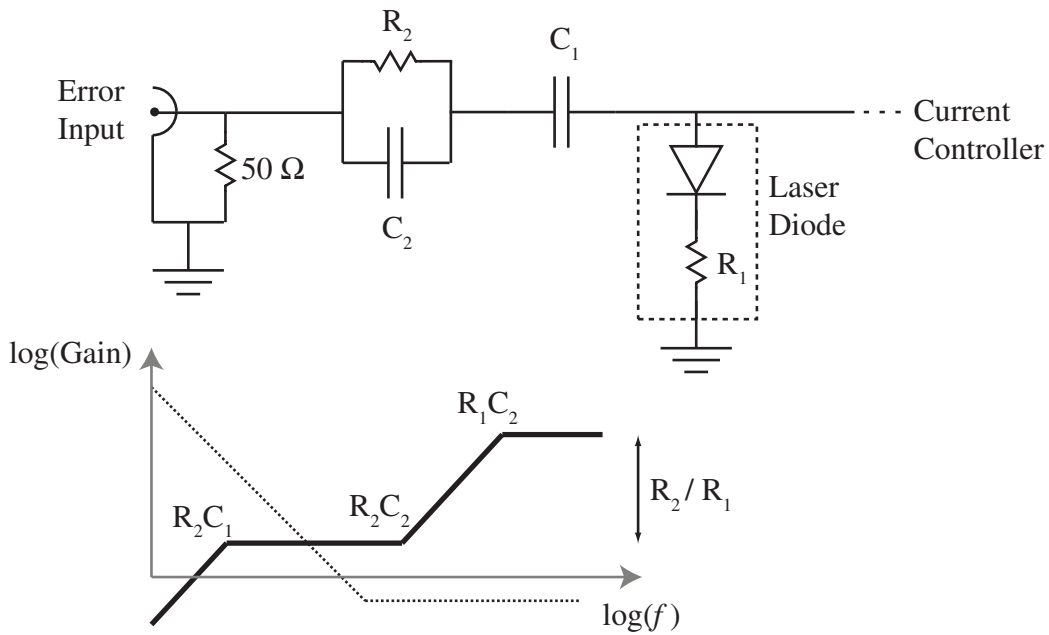 R₂
C₁
Error
Input
50 Ω
C₂
Current
Controller
Laser
Diode
R₁
log(Gain)
R₁C₂
R₂C₁
R₂C₂
R₂ / R₁
log(f)